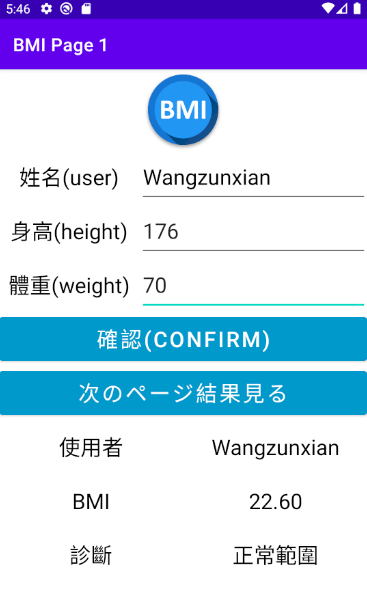 5:46
BMI Page 1
BMI
姓名(user) Wangzunxian
身高(height) 176
體重(weight) 70
確認(CONFIRM)
次のページ結果見る
使用者 Wangzunxian
BMI 22.60
診斷 正常範圍